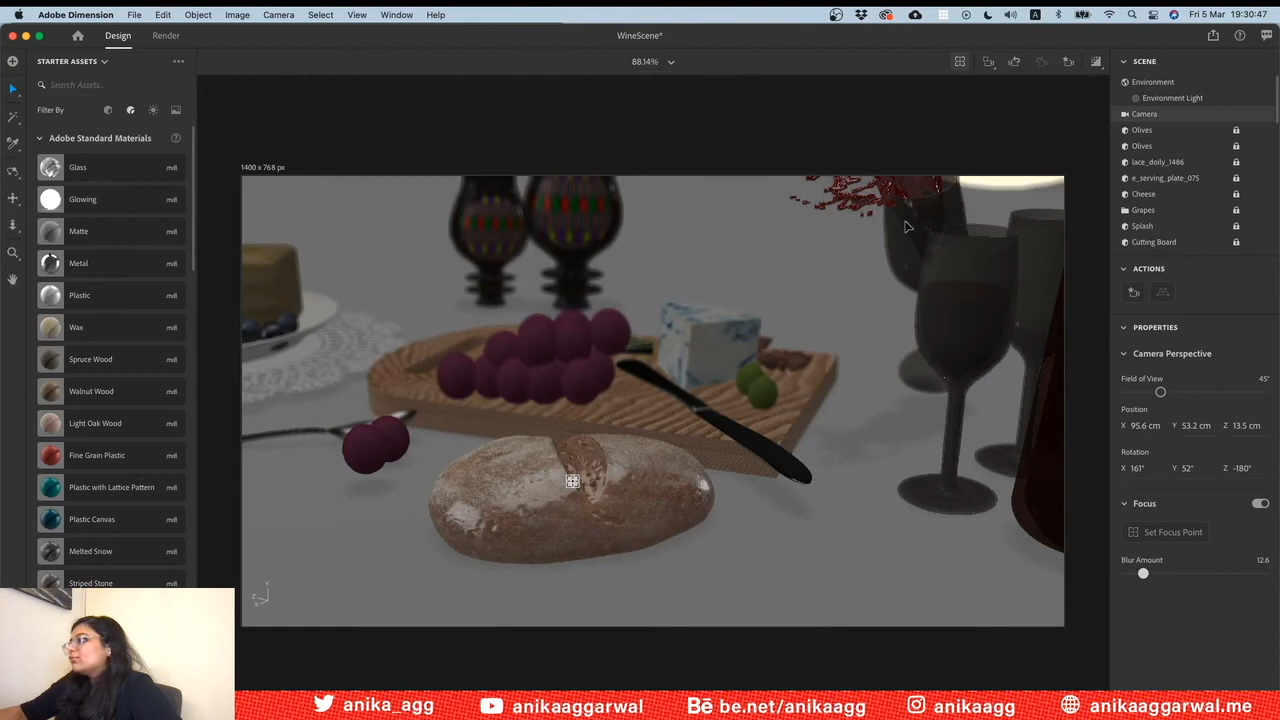 Adobe Dimension File Edit Object Image Camera Select View Window Help
A
Fri 5 Mar 19:30:47
Design Render
WineScene*
STARTER ASSETS
88.14%
Search Assets..
Filter By
Adobe Standard Materials
Glass .mdl
Glowing .mdl
Matte .mdl
Metal .mdl
Plastic .mdl
Wax .mdl
Spruce Wood .mdl
Walnut Wood .mdl
Light Oak Wood .mdl
Fine Grain Plastic .mdl
Plastic with Lattice Pattern .mdl
Plastic Canvas .mdl
Melted Snow .mdl
Striped Stone .mdl
1400 x 768 px
Y
Z
X
SCENE
Environment
Environment Light
Camera
Olives
Olives
lace_doily_1486
e_serving_plate_075
Cheese
Grapes
Splash
Cutting Board
ACTIONS
PROPERTIES
Camera Perspective
Field of View 45°
Position
X 95.6 cm Y 53.2 cm Z 13.5 cm
Rotation
X 161° Y 52° Z -180°
Focus
Set Focus Point
Blur Amount 12.6
anika_agg anikaaggarwal Bē be.net/anikaagg anikaagg anikaaggarwal.me